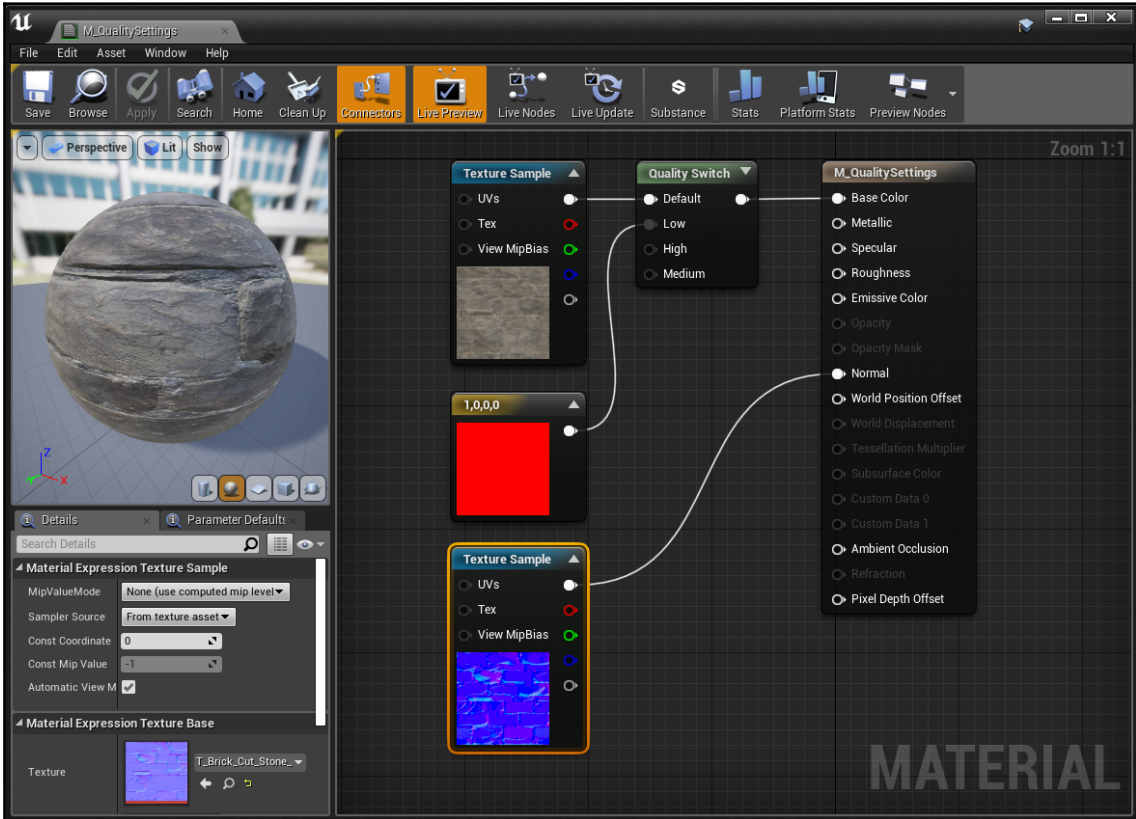 M_QualitySettings
File Edit Asset Window Help
Save Browse Apply Search Home Clean Up Connectors Live Preview Live Nodes Live Update Substance Stats Platform Stats Preview Nodes
Perspective Lit Show
Z
X
Details Parameter Defaults
Search Details
Material Expression Texture Sample
MipValueMode None (use computed mip level
Sampler Source From texture asset
Const Coordinate 0
Const Mip Value -1
Automatic View M
Material Expression Texture Base
Texture T_Brick_Cut_Stone_
Zoom 1:1
Texture Sample
UVs
Tex
View MipBias
1,0,0,0
Texture Sample
UVs
Tex
View MipBias
Quality Switch
Default
Low
High
Medium
M_QualitySettings
Base Color
Metallic
Specular
Roughness
Emissive Color
Opacity
Opacity Mask
Normal
World Position Offset
World Displacement
Tessellation Multiplier
Subsurface Color
Custom Data 0
Custom Data 1
Ambient Occlusion
Refraction
Pixel Depth Offset
MATERIAL